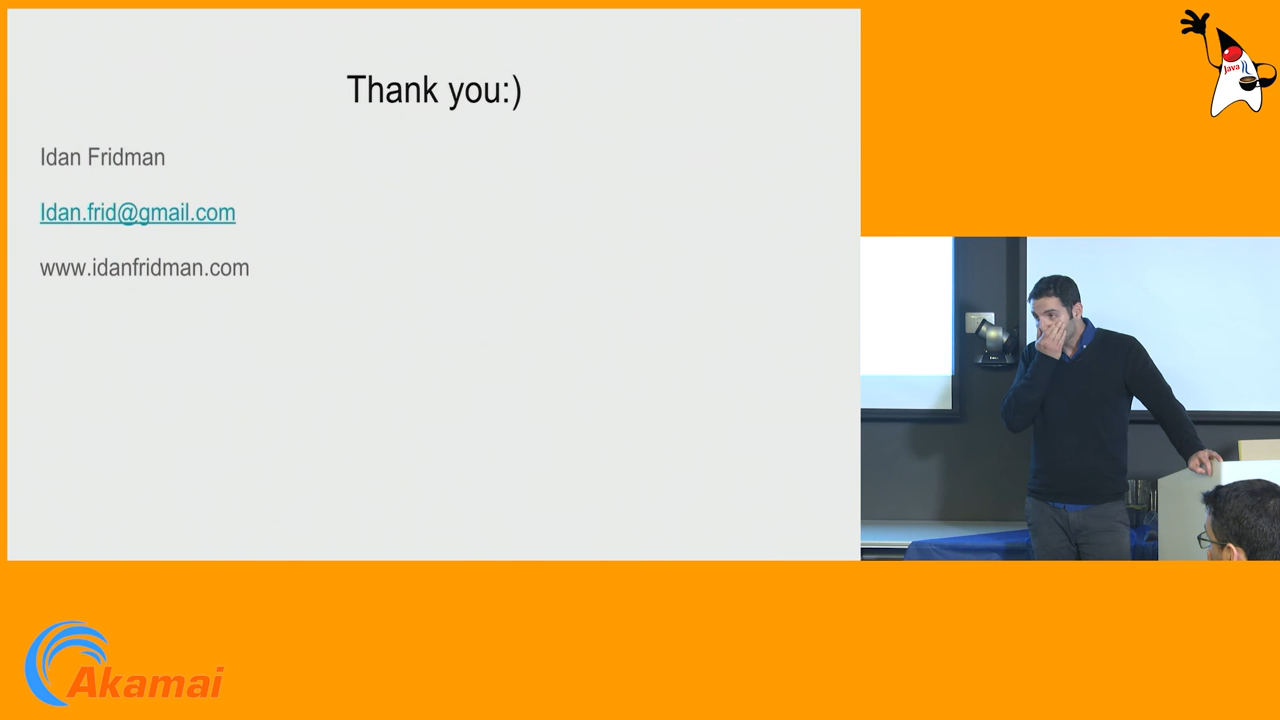 Thank you:)
Idan Fridman
Idan.frid@gmail.com
www.idanfridman.com
Java
Akamai